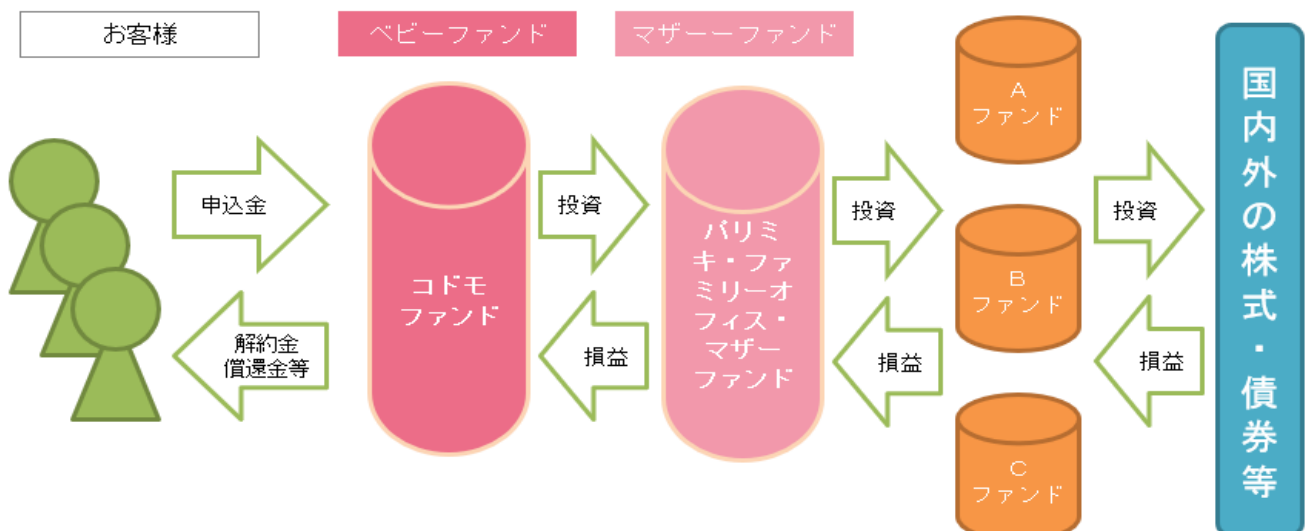 お客様
ベビーファンド
マザーーファンド
申込金
解約金
償還金等
コドモ
ファンド
投資
損益
パリミ
キ・ファ
ミリーオ
フィス・
マザー
ファンド
投資
損益
A
ファンド
B
ファンド
C
ファンド
投資
損益
国内外の株式・債券等